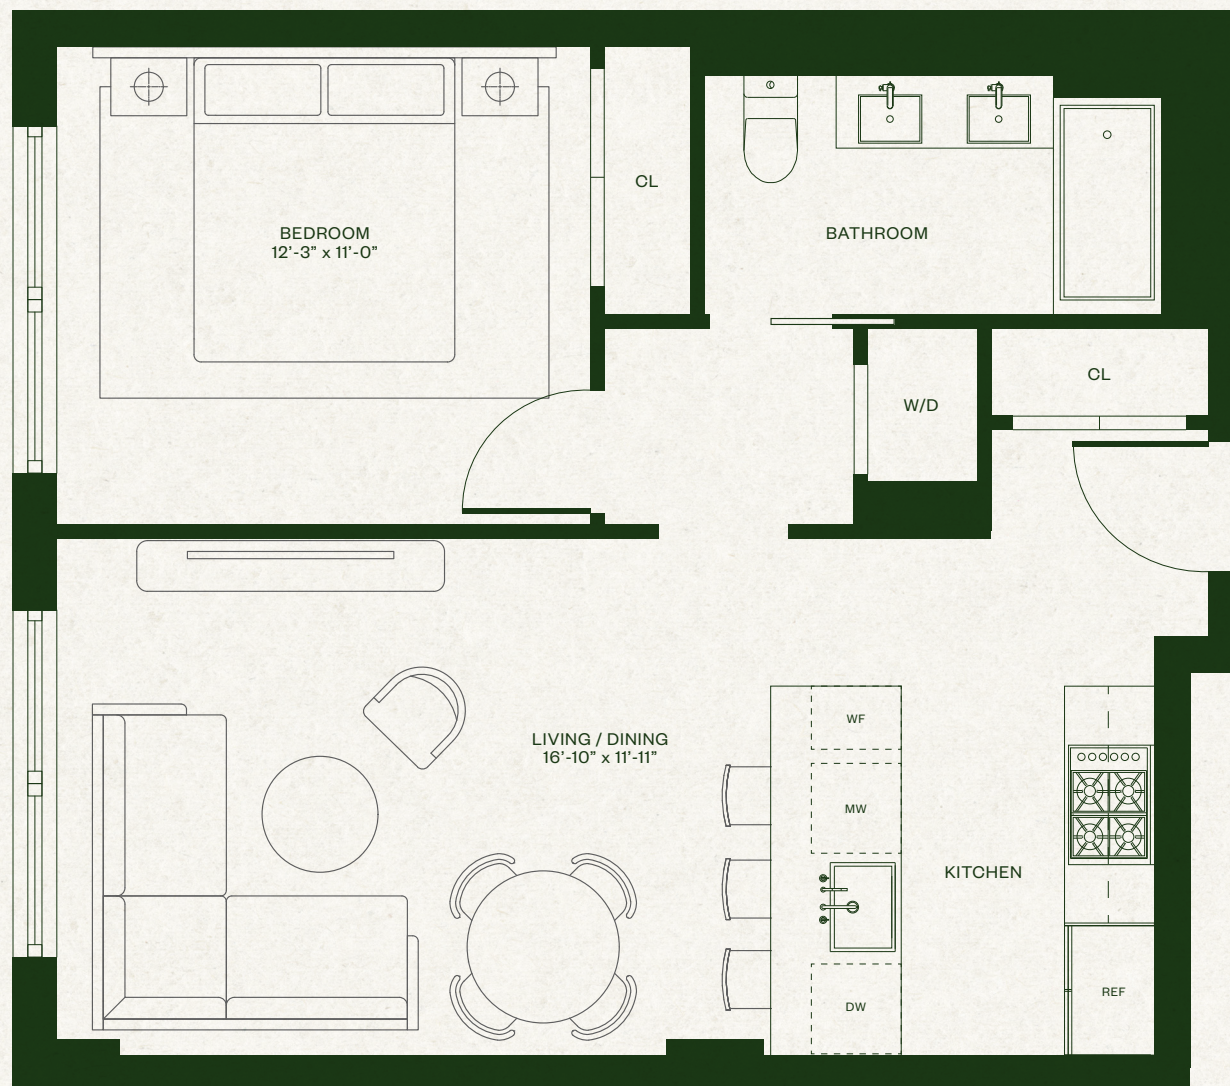 CL
BEDROOM
12’-3” x 11’-0”
BATHROOM
CL
W/D
WF
LIVING / DINING
16’-10” x 11’-11”
MW
KITCHEN
REF
DW